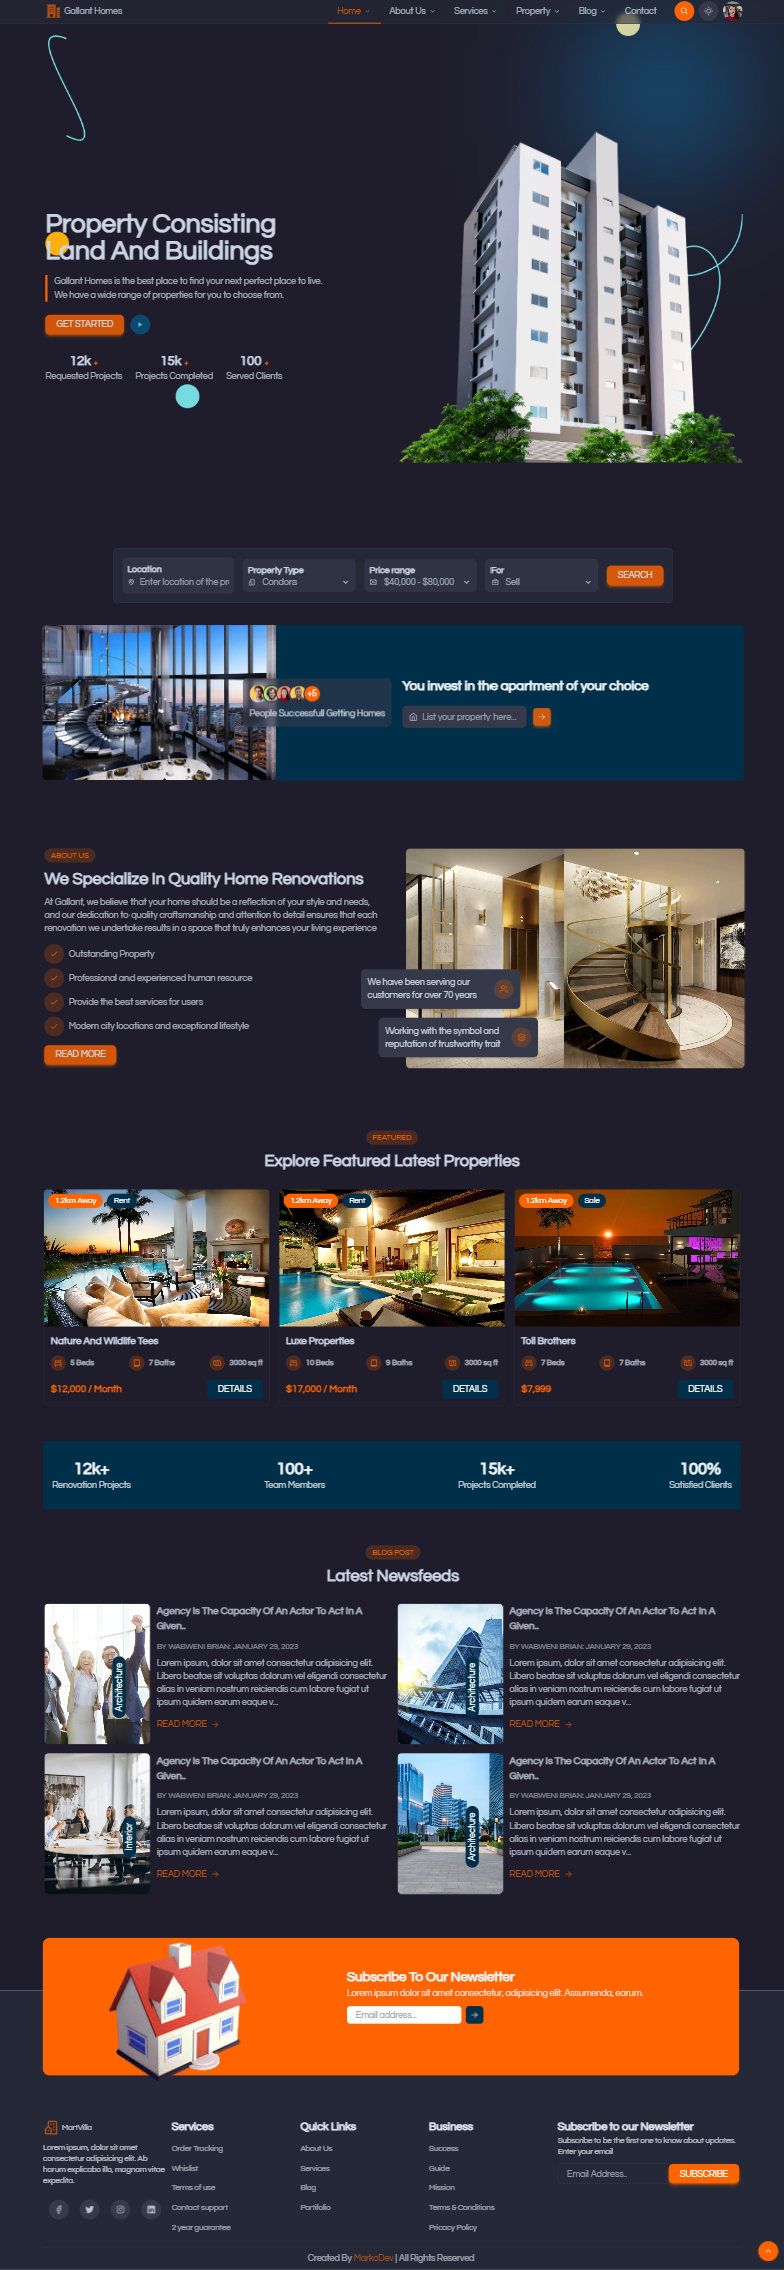 Gallant Homes
Home
About Us
Services
Property
Blog
Contact
Property Consisting
Land And Buildings
Gallant Homes is the best place to find your next perfect place to live.
We have a wide range of properties for you to choose from.
GET STARTED
12k +
Requested Projects
15k +
Projects Completed
100 +
Served Clients
Location
Enter location of the pr
Property Type
Condors
Price range
$40,000 - $80,000
For
Sell
SEARCH
+5
People Successfull Getting Homes
You invest in the apartment of your choice
List your property here...
ABOUT US
We Specialize In Quality Home Renovations
At Gallant, we believe that your home should be a reflection of your style and needs,
and our dedication to quality craftsmanship and attention to detail ensures that each
renovation we undertake results in a space that truly enhances your living experience
Outstanding Property
Professional and experienced human resource
Provide the best services for users
Modern city locations and exceptional lifestyle
READ MORE
We have been serving our
customers for over 70 years
Working with the symbol and
reputation of trustworthy trait
FEATURED
Explore Featured Latest Properties
1.2km Away
Rent
Nature And Wildlife Tees
5 Beds
7 Baths
3000 sq ft
$12,000 / Month
DETAILS
1.2km Away
Rent
Luxe Properties
10 Beds
9 Baths
3000 sq ft
$17,000 / Month
DETAILS
1.2km Away
Sale
Toll Brothers
7 Beds
7 Baths
3000 sq ft
$7,999
DETAILS
12k+
Renovation Projects
100+
Team Members
15k+
Projects Completed
100%
Satisfied Clients
BLOG POST
Latest Newsfeeds
Architecture
Agency Is The Capacity Of An Actor To Act In A
Given..
BY WABWENI BRIAN: JANUARY 29, 2023
Lorem ipsum, dolor sit amet consectetur adipisicing elit.
Libero beatae sit voluptas dolorum vel eligendi consectetur
alias in veniam nostrum reiciendis cum labore fugiat ut
ipsum quidem earum eaque v...
READ MORE
Architecture
Agency Is The Capacity Of An Actor To Act In A
Given..
BY WABWENI BRIAN: JANUARY 29, 2023
Lorem ipsum, dolor sit amet consectetur adipisicing elit.
Libero beatae sit voluptas dolorum vel eligendi consectetur
alias in veniam nostrum reiciendis cum labore fugiat ut
ipsum quidem earum eaque v...
READ MORE
Interior
Agency Is The Capacity Of An Actor To Act In A
Given..
BY WABWENI BRIAN: JANUARY 29, 2023
Lorem ipsum, dolor sit amet consectetur adipisicing elit.
Libero beatae sit voluptas dolorum vel eligendi consectetur
alias in veniam nostrum reiciendis cum labore fugiat ut
ipsum quidem earum eaque v...
READ MORE
Architecture
Agency Is The Capacity Of An Actor To Act In A
Given..
BY WABWENI BRIAN: JANUARY 29, 2023
Lorem ipsum, dolor sit amet consectetur adipisicing elit.
Libero beatae sit voluptas dolorum vel eligendi consectetur
alias in veniam nostrum reiciendis cum labore fugiat ut
ipsum quidem earum eaque v...
READ MORE
Subscribe To Our Newsletter
Lorem ipsum dolor sit amet consectetur, adipisicing elit. Assumenda, earum.
Email address...
MartVilla
Lorem ipsum, dolor sit amet
consectetur adipisicing elit. Ab
harum explicabo illo, magnam vitae
expedita.
Services
Order Tracking
Whislist
Terms of use
Contact support
2 year guarantee
Quick Links
About Us
Services
Blog
Portifolio
Business
Success
Guide
Mission
Terms & Conditions
Pricacy Policy
Subscribe to our Newsletter
Subscribe to be the first one to know about updates.
Enter your email
Email Address..
SUBSCRIBE
Created By MarkoDev | All Rights Reserved